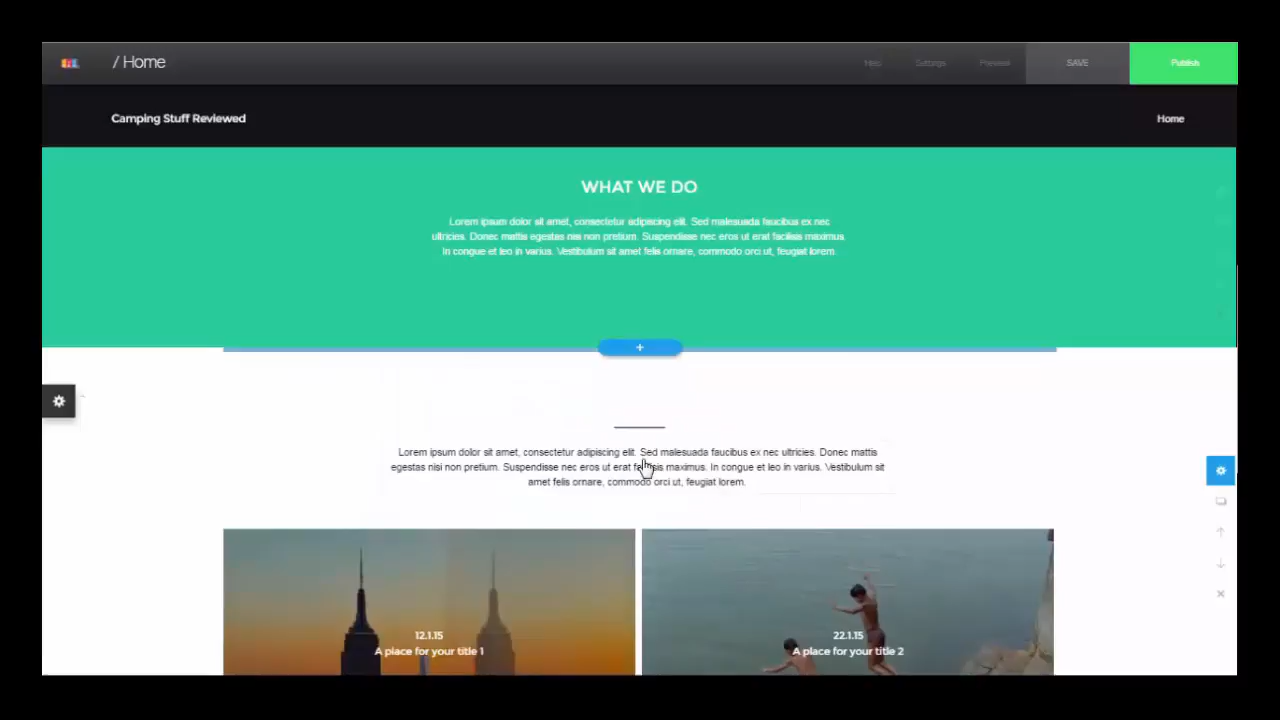 / Home
Help Settings Preview SAVE Publish
Camping Stuff Reviewed
Home
WHAT WE DO
Lorem ipsum dolor sit amet, consectetur adipiscing elit. Sed malesuada faucibus ex nec
ultricies. Donec mattis egestas nisi non pretium. Suspendisse nec eros ut erat facilisis maximus.
In congue et leo in varius. Vestibulum sit amet felis ornare, commodo orci ut, feugiat lorem.
+
Lorem ipsum dolor sit amet, consectetur adipiscing elit. Sed malesuada faucibus ex nec ultricies. Donec mattis
egestas nisi non pretium. Suspendisse nec eros ut erat facilisis maximus. In congue et leo in varius. Vestibulum sit
amet felis ornare, commodo orci ut, feugiat lorem.
12.1.15
A place for your title 1
22.1.15
A place for your title 2